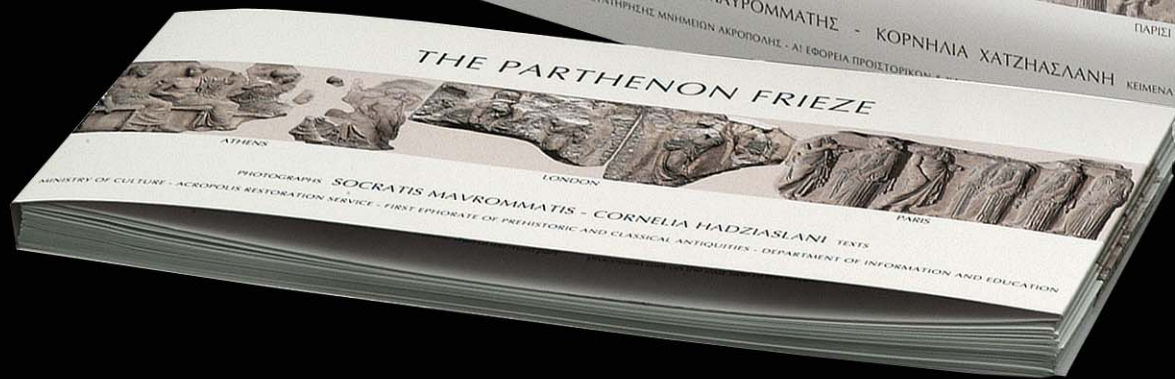 ΑΥΡΟΜΜΑΤΗΣ - ΚΟΡΝΗΛΙΑ ΧΑΤΖΗΑΣΛΑΝΗ ΚΕΙΜΕΝΑ
ΠΑΡΙΣΙ
ΣΥΝΤΗΡΗΣΗΣ ΜΝΗΜΕΙΩΝ ΑΚΡΟΠΟΛΗΣ - Α! ΕΦΟΡΕΙΑ ΠΡΟΙΣΤΟΡΙΚΩΝ
THE PARTHENON FRIEZE
ATHENS
LONDON
PARIS
PHOTOGRAPHS SOCRATIS MAVROMMATIS - CORNELIA HADZIASLANI TEXTS
MINISTRY OF CULTURE - ACROPOLIS RESTORATION SERVICE - FIRST EPHORATE OF PREHISTORIC AND CLASSICAL ANTIQUITIES - DEPARTMENT OF INFORMATION AND EDUCATION